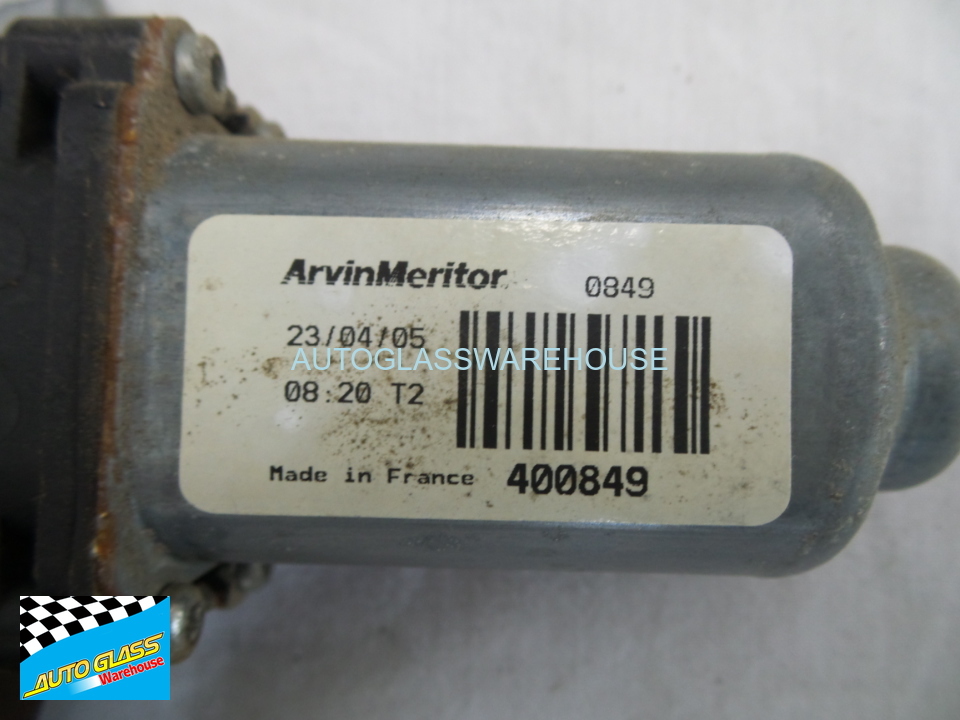 ArvinMeritor 0849
23/04/05
AUTOGLASSWAREHOUSE
08:20 T2
Made in France 400849
AUTO GLASS
Warehouse